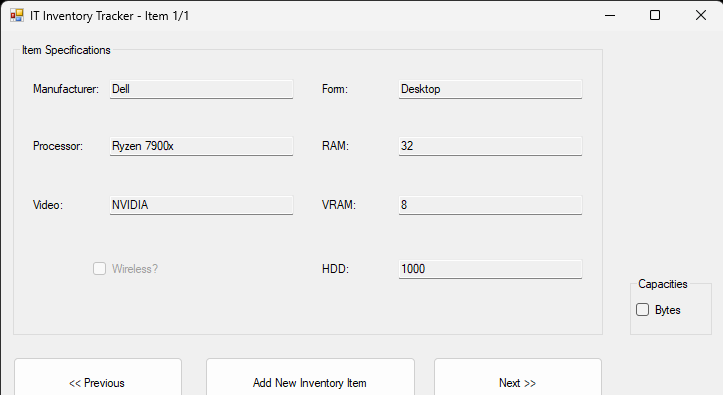 IT Inventory Tracker - Item 1/1
Item Specifications
Manufacturer: Dell Form: Desktop
Processor: Ryzen 7900x RAM: 32
Video: NVIDIA VRAM: 8
Wireless? HDD: 1000
Capacities
Bytes
<< Previous Add New Inventory Item Next >>